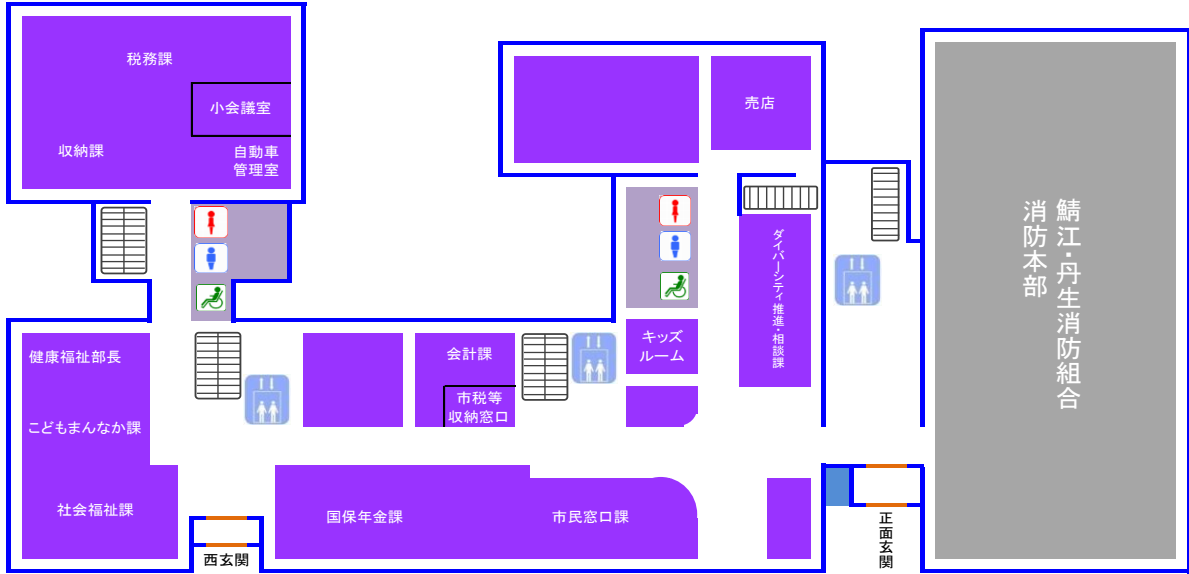 税務課
小会議室
収納課
自動車
管理室
売店
ダイバーシティ推進・相談課
鯖江・丹生消防組合
消防本部
キッズ
ルーム
健康福祉部長
会計課
市税等
収納窓口
こどもまんなか課
社会福祉課
国保年金課
市民窓口課
西玄関
正面玄関